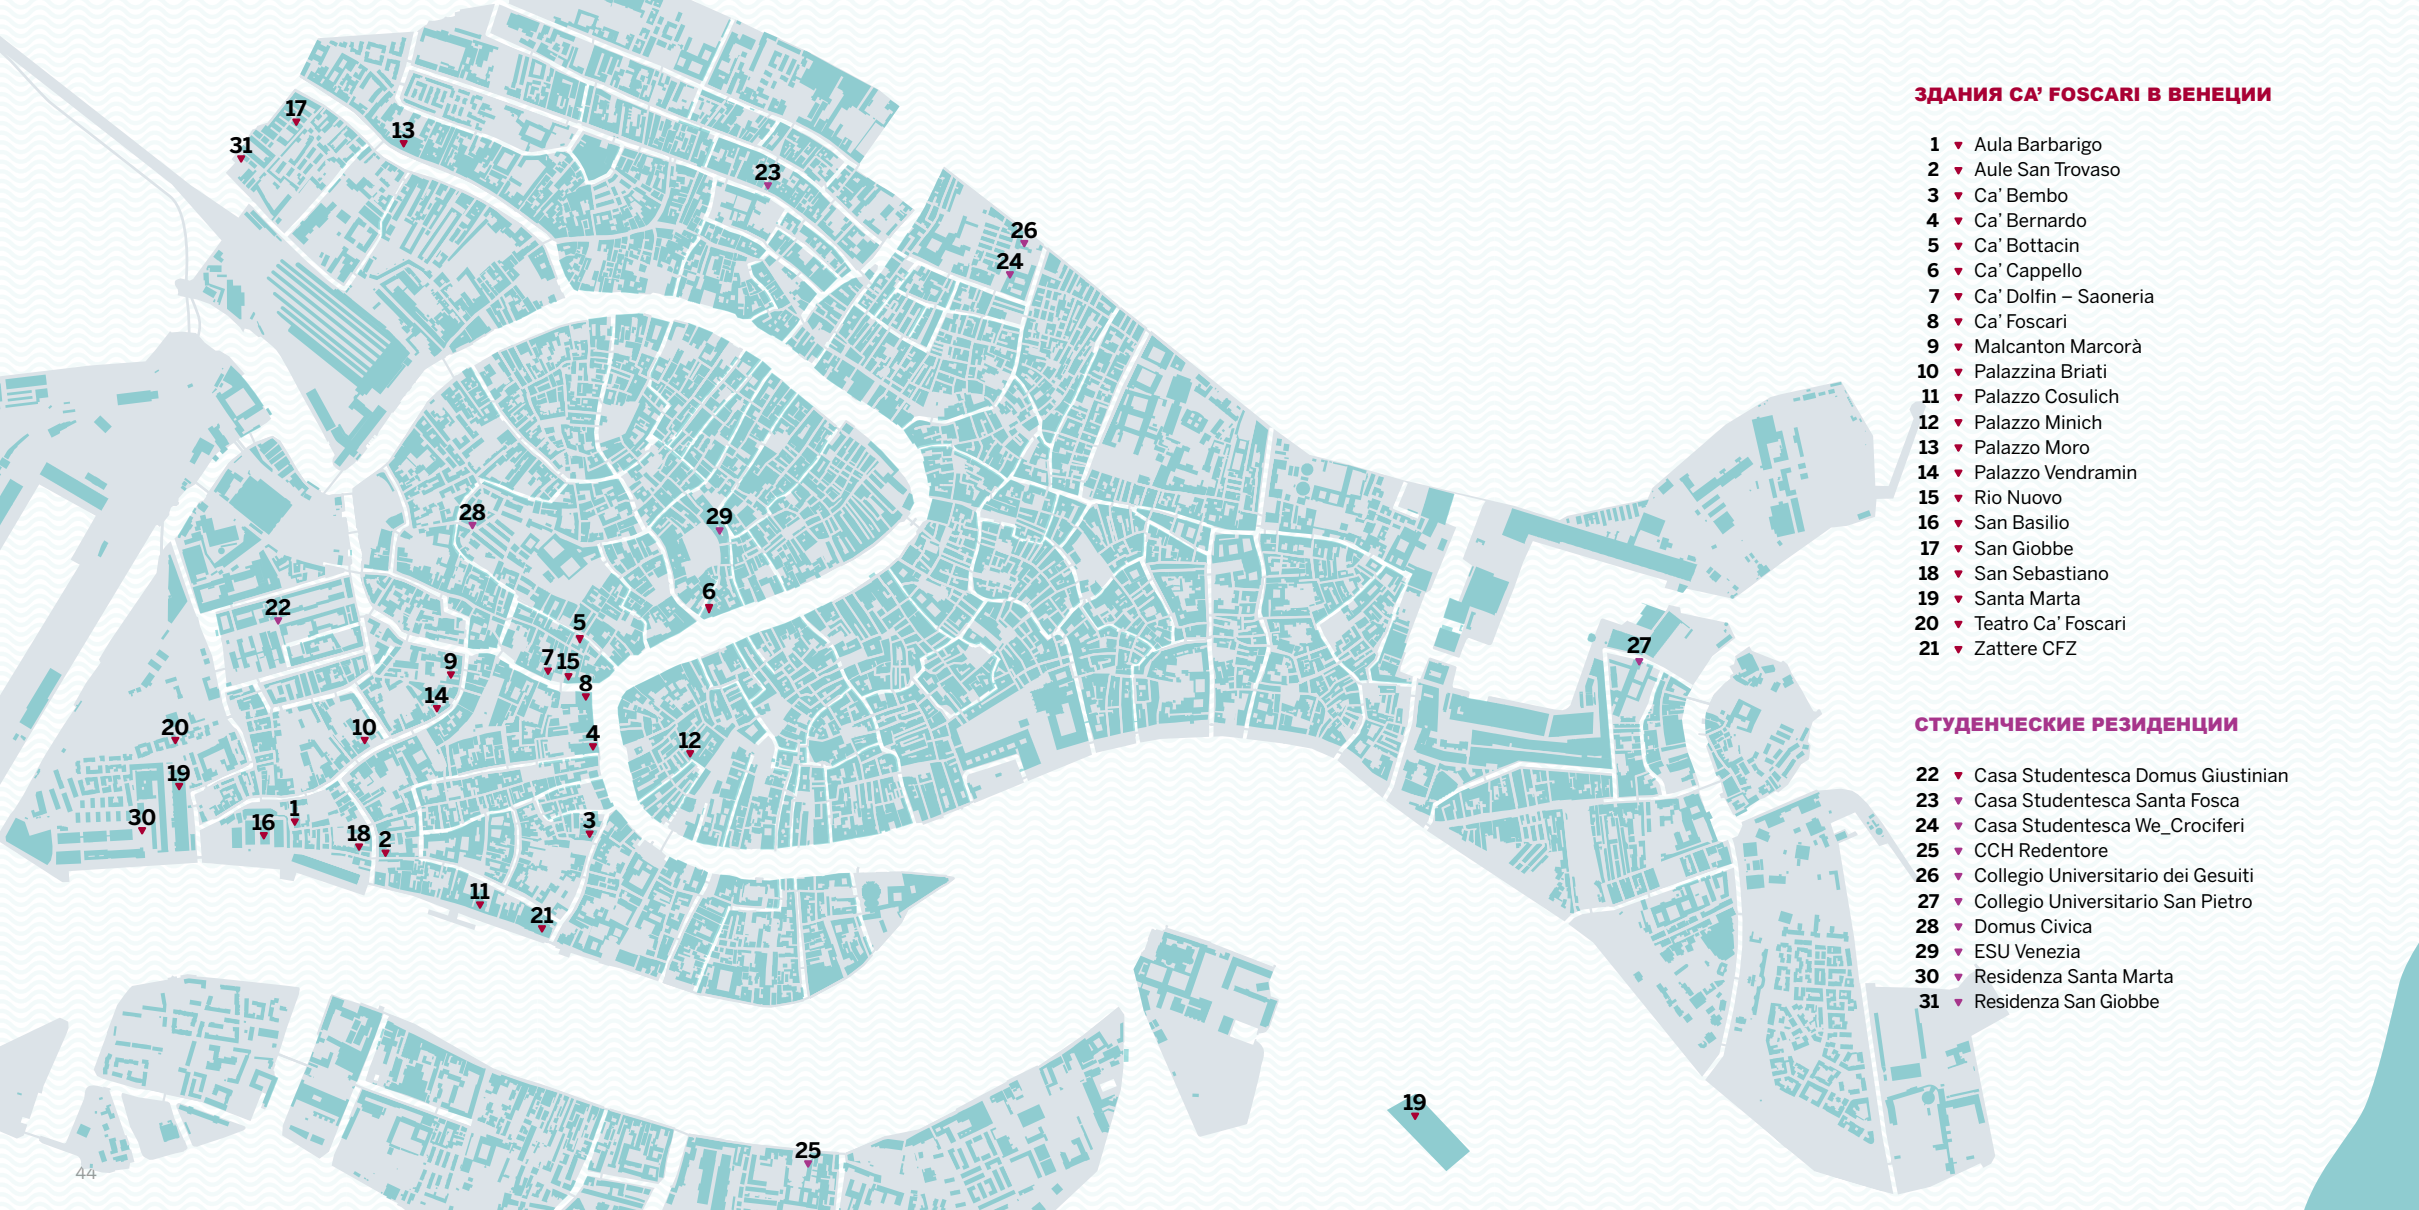 17
13
31
23
26
24
28
29
6
22
5
9
7
15
8
14
20
10
4
12
19
30
16
1
18
2
3
11
21
27
19
25
44
ЗДАНИЯ CA’ FOSCARI В ВЕНЕЦИИ
1 Aula Barbarigo
2 Aule San Trovaso
3 Ca’ Bembo
4 Ca’ Bernardo
5 Ca’ Bottacin
6 Ca’ Cappello
7 Ca’ Dolfin – Saoneria
8 Ca’ Foscari
9 Malcanton Marcorà
10 Palazzina Briati
11 Palazzo Cosulich
12 Palazzo Minich
13 Palazzo Moro
14 Palazzo Vendramin
15 Rio Nuovo
16 San Basilio
17 San Giobbe
18 San Sebastiano
19 Santa Marta
20 Teatro Ca’ Foscari
21 Zattere CFZ
СТУДЕНЧЕСКИЕ РЕЗИДЕНЦИИ
22 Casa Studentesca Domus Giustinian
23 Casa Studentesca Santa Fosca
24 Casa Studentesca We_Crociferi
25 CCH Redentore
26 Collegio Universitario dei Gesuiti
27 Collegio Universitario San Pietro
28 Domus Civica
29 ESU Venezia
30 Residenza Santa Marta
31 Residenza San Giobbe